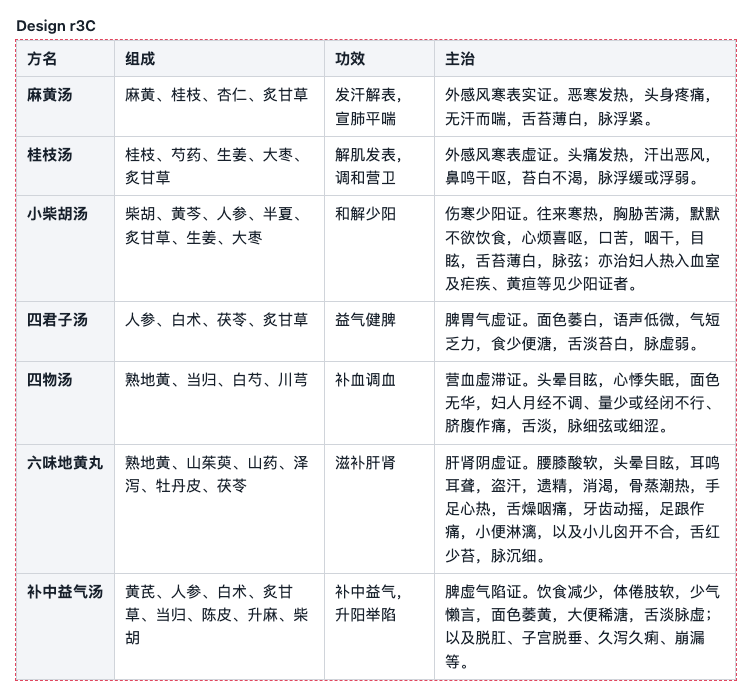 Design r3C
方名 组成 功效 主治
麻黄汤 麻黄、桂枝、杏仁、炙甘草 发汗解表， 外感风寒表实证。恶寒发热，头身疼痛，
宣肺平喘 无汗而喘，舌苔薄白，脉浮紧。
桂枝汤 桂枝、芍药、生姜、大枣、 解肌发表， 外感风寒表虚证。头痛发热，汗出恶风，
炙甘草 调和营卫 鼻鸣干呕，苔白不渴，脉浮缓或浮弱。
小柴胡汤 柴胡、黄芩、人参、半夏、 和解少阳 伤寒少阳证。往来寒热，胸胁苦满，默默
炙甘草、生姜、大枣 不欲饮食，心烦喜呕，口苦，咽干，目
眩，舌苔薄白，脉弦；亦治妇人热入血室
及疟疾、黄疸等见少阳证者。
四君子汤 人参、白术、茯苓、炙甘草 益气健脾 脾胃气虚证。面色萎白，语声低微，气短
乏力，食少便溏，舌淡苔白，脉虚弱。
四物汤 熟地黄、当归、白芍、川芎 补血调血 营血虚滞证。头晕目眩，心悸失眠，面色
无华，妇人月经不调、量少或经闭不行、
脐腹作痛，舌淡，脉细弦或细涩。
六味地黄丸 熟地黄、山茱萸、山药、泽 滋补肝肾 肝肾阴虚证。腰膝酸软，头晕目眩，耳鸣
泻、牡丹皮、茯苓 耳聋，盗汗，遗精，消渴，骨蒸潮热，手
足心热，舌燥咽痛，牙齿动摇，足跟作
痛，小便淋漓，以及小儿囟开不合，舌红
少苔，脉沉细。
补中益气汤 黄芪、人参、白术、炙甘 补中益气， 脾虚气陷证。饮食减少，体倦肢软，少气
草、当归、陈皮、升麻、柴 升阳举陷 懒言，面色萎黄，大便稀溏，舌淡脉虚；
胡 以及脱肛、子宫脱垂、久泻久痢、崩漏
等。